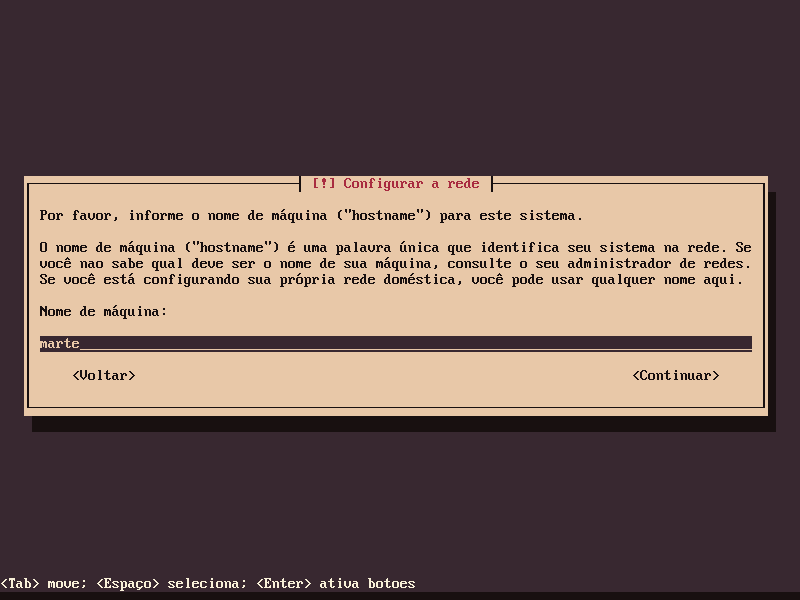 [!] Configurar a rede
Por favor, informe o nome de máquina ("hostname") para este sistema.
O nome de máquina ("hostname") é uma palavra única que identifica seu sistema na rede. Se
você nao sabe qual deve ser o nome de sua máquina, consulte o seu administrador de redes.
Se você está configurando sua própria rede doméstica, você pode usar qualquer nome aqui.
Nome de máquina:
marte
<Voltar> <Continuar>
<Tab> move; <Espaço> seleciona; <Enter> ativa botoes